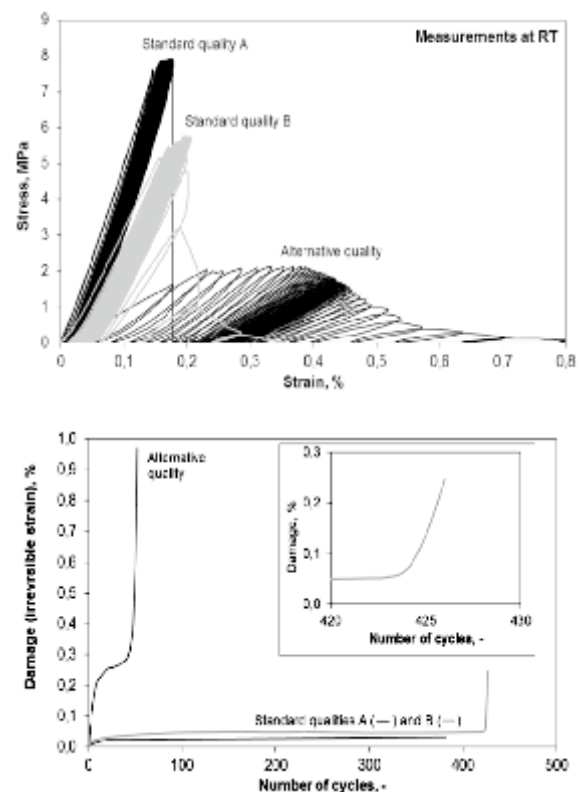 Measurements at RT
Standard quality A
Standard quality B
Alternative cuality
Stress, MPa
9
8
7
6
5
4
3
2
1
0
0 0,1 0,2 0,3 0,4 0,5 0,6 0,7 0,8
Strain, %
Damage (irrevrsible strain), %
1,0
0,9
0,8
0,7
0,6
0,5
0,4
0,3
0,2
0,1
0,0
Alternative
quality
Damage, %
0,3
0,2
0,1
0,0
420 425 430
Number of cycles, -
Standard qualities A (—) and B (—)
0 100 200 300 400 500
Number of cycles, -